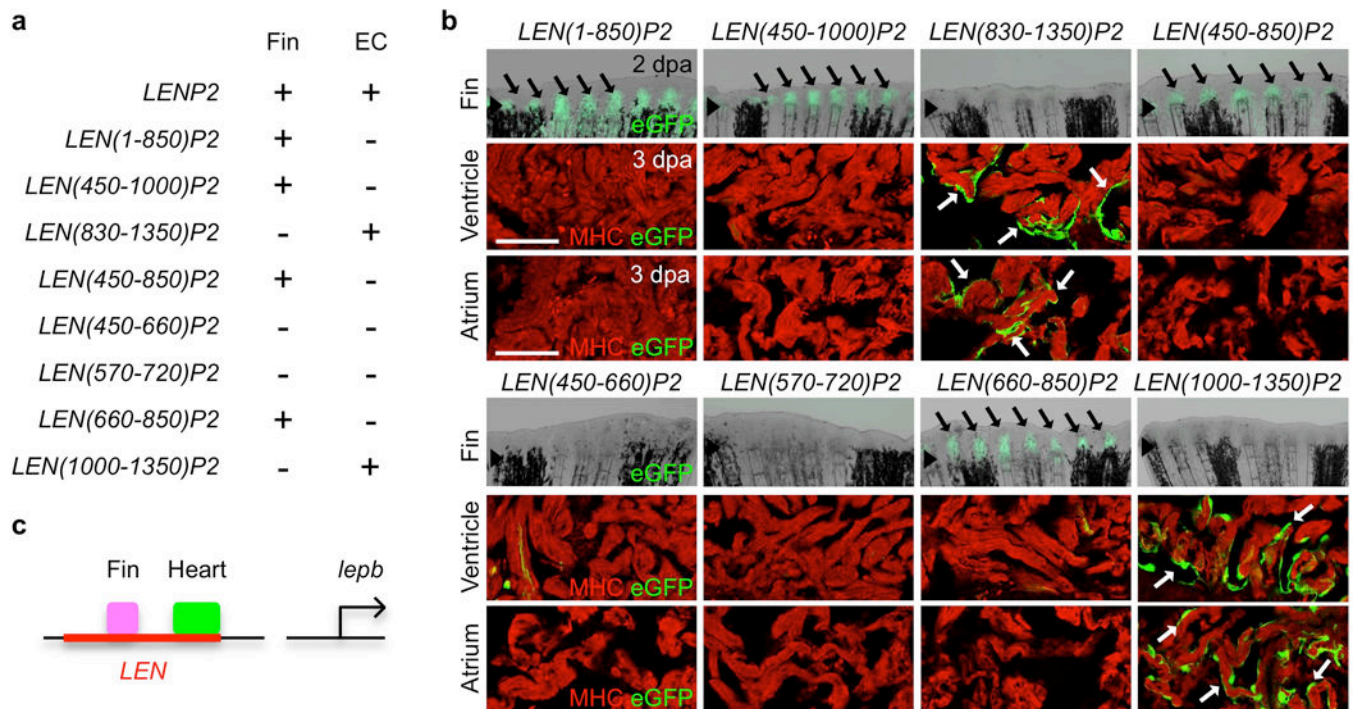 a
Fin EC
LENP2 + +
LEN(1-850)P2 + -
LEN(450-1000)P2 + -
LEN(830-1350)P2 - +
LEN(450-850)P2 + -
LEN(450-660)P2 - -
LEN(570-720)P2 - -
LEN(660-850)P2 + -
LEN(1000-1350)P2 - +
b
LEN(1-850)P2 LEN(450-1000)P2 LEN(830-1350)P2 LEN(450-850)P2
Fin
2 dpa
eGFP
Ventricle
3 dpa
MHC eGFP
Atrium
3 dpa
MHC eGFP
LEN(450-660)P2 LEN(570-720)P2 LEN(660-850)P2 LEN(1000-1350)P2
Fin
eGFP
Ventricle
MHC eGFP
Atrium
MHC eGFP
c
Fin Heart lepb
LEN